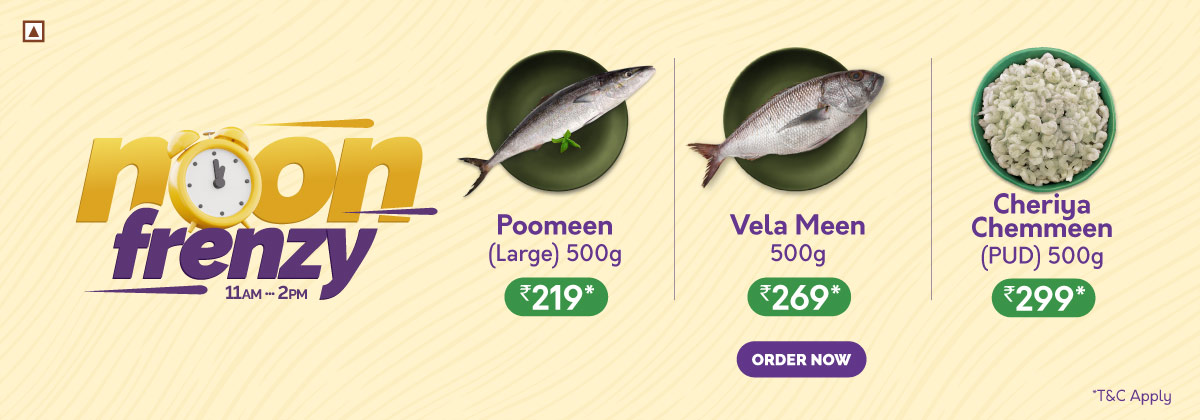 noon
frenzy
11AM --- 2PM
Poomeen
(Large) 500g
₹219*
Vela Meen
500g
₹269*
Cheriya
Chemmeen
(PUD) 500g
₹299*
ORDER NOW
*T&C Apply